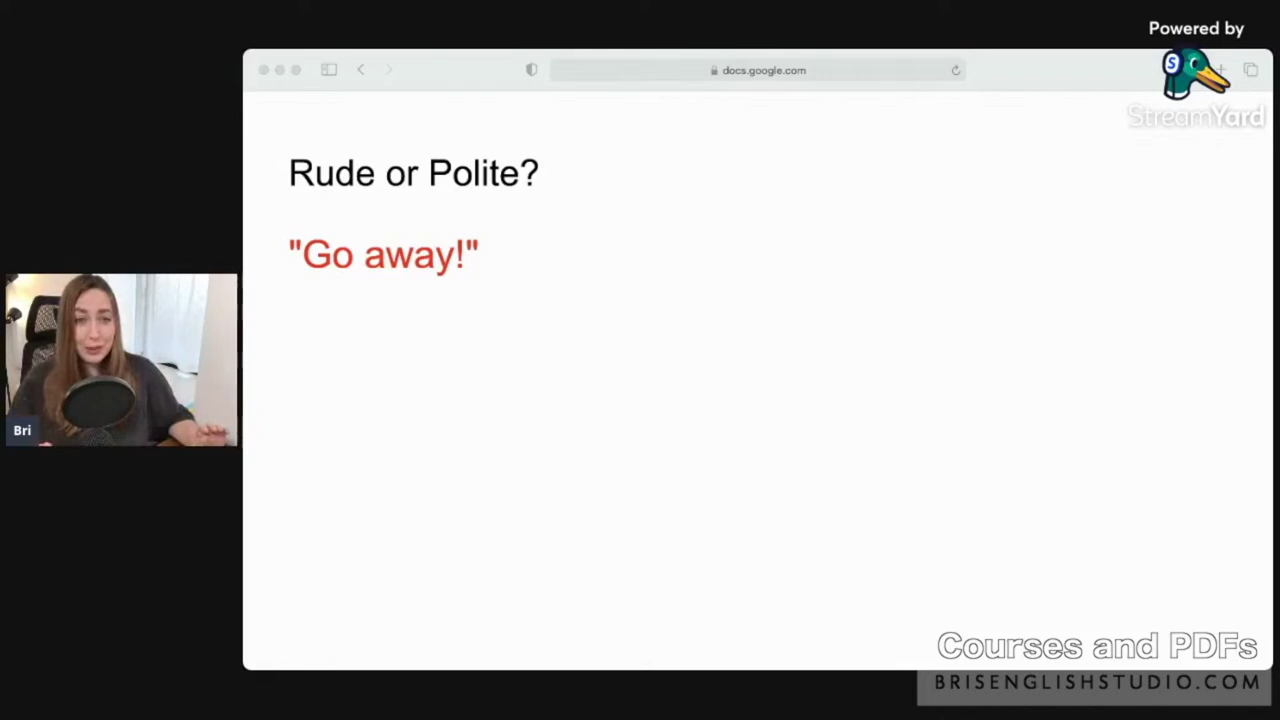 Powered by
docs.google.com
S
StreamYard
Rude or Polite?
"Go away!"
Bri
Courses and PDFs
BRISENGLISHSTUDIO.COM